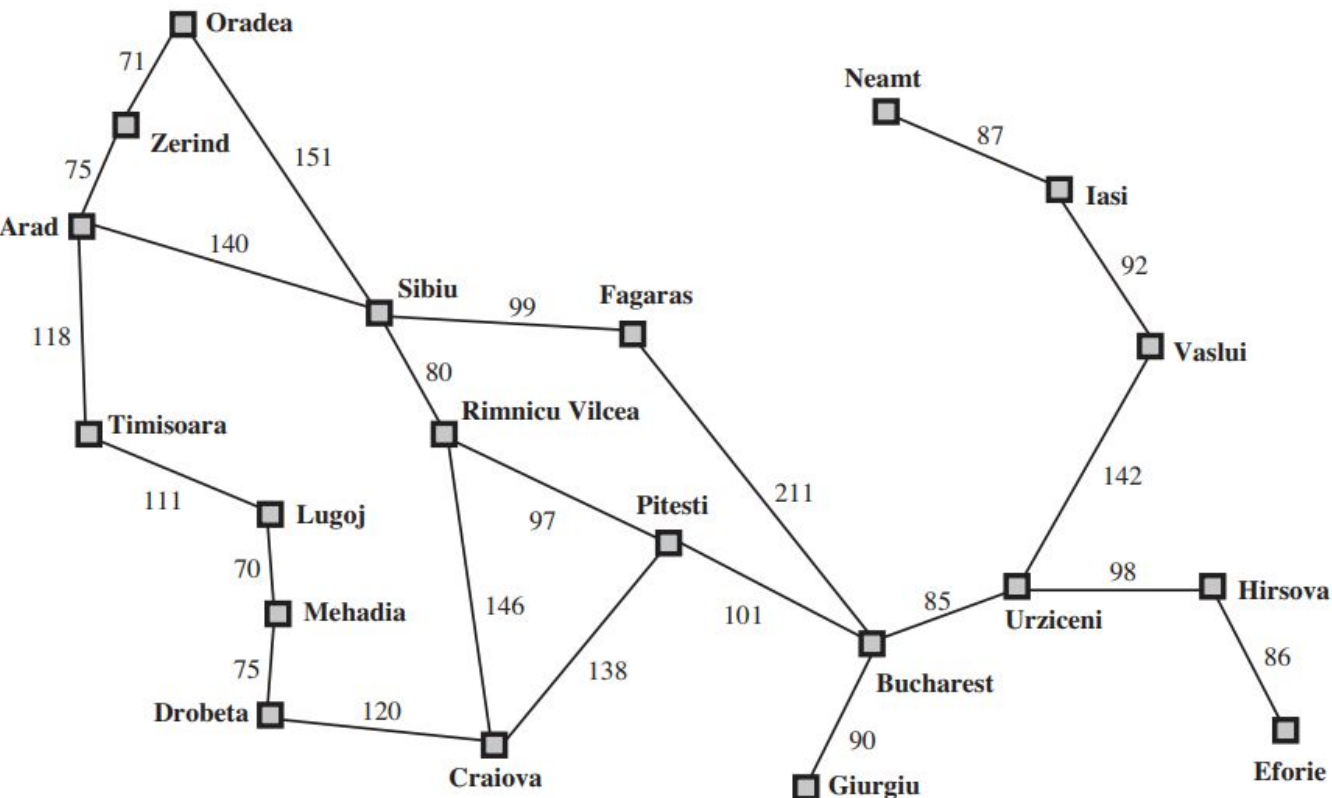 Oradea
71
Neamt
Zerind
87
151
75
Iasi
Arad
140
92
Sibiu
Fagaras
99
118
Vaslui
80
Timisoara
Rimnicu Vilcea
142
111
Lugoj
97
Pitesti
211
70
98
Hirsova
Mehadia
146
101
85
Urziceni
86
75
138
Bucharest
Drobeta
120
90
Eforie
Craiova
Giurgiu